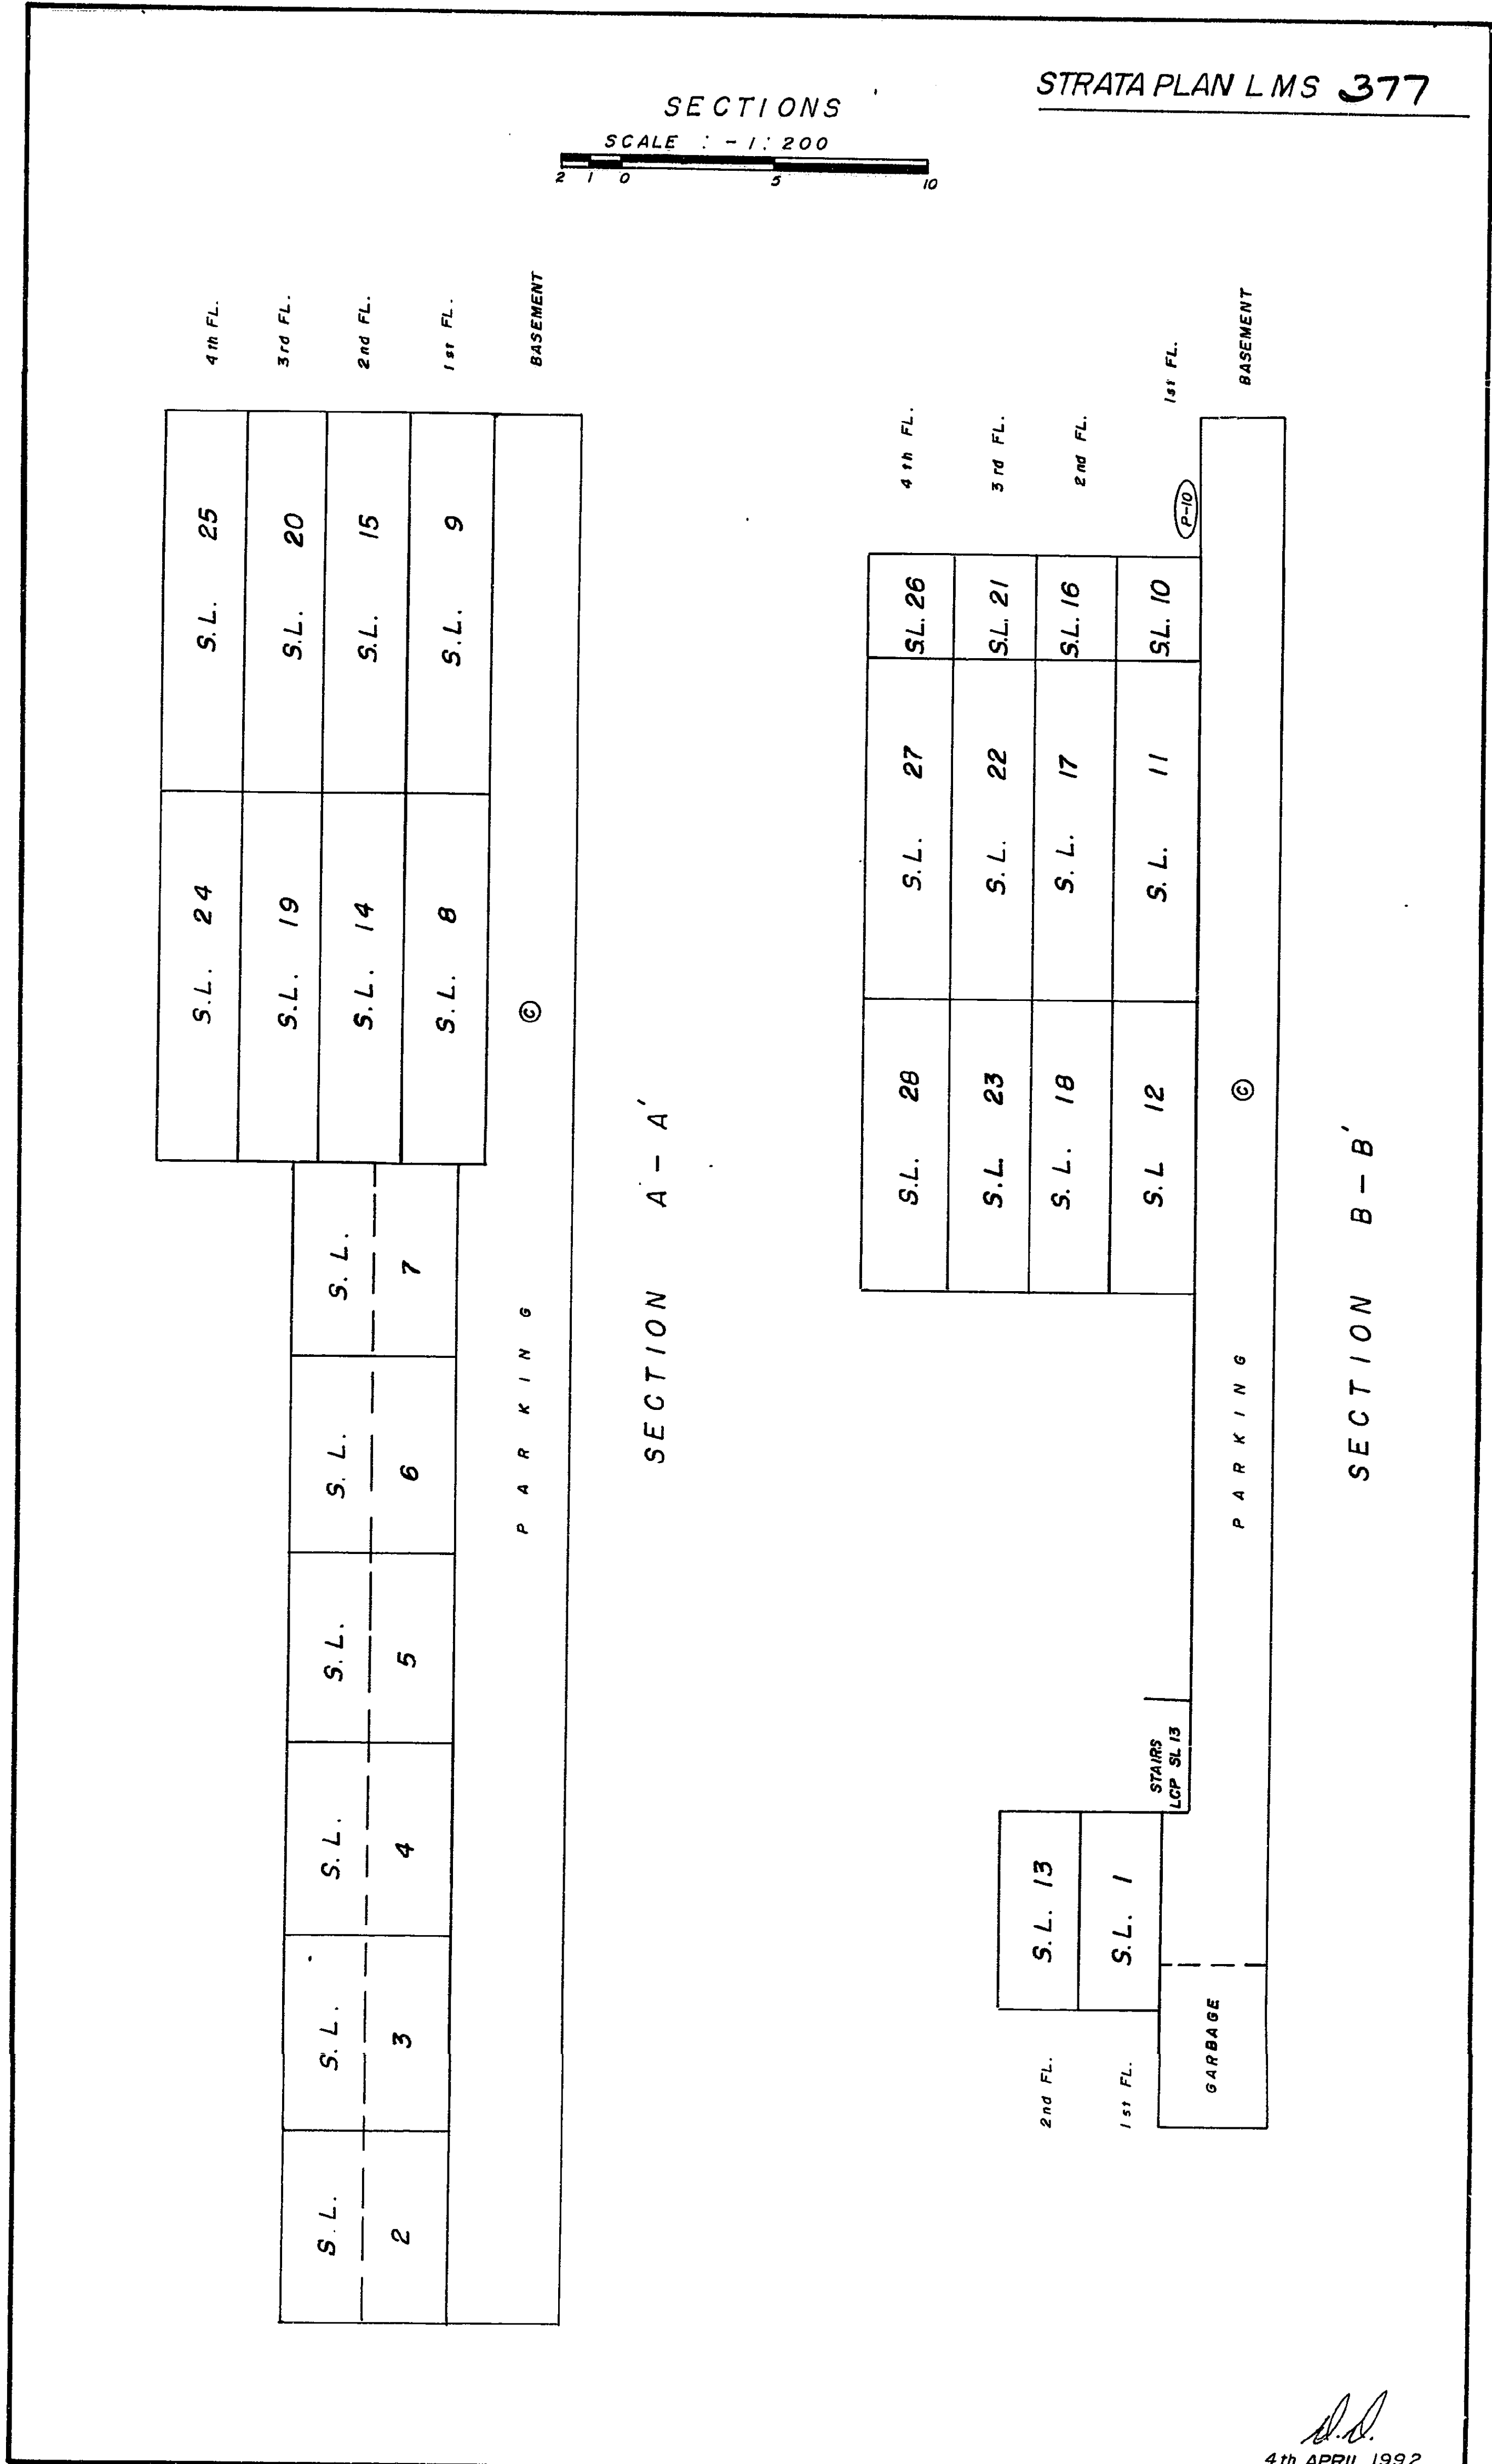 STRATA PLAN LMS 377
SECTIONS
SCALE : - 1 : 200
2 1 0 5 10
4th FL.
3rd FL.
2nd FL.
1st FL.
BASEMENT
S.L. 25
S.L. 20
S.L. 15
S.L. 9
S.L. 24
S.L. 19
S.L. 14
S.L. 8
C
S.L. 7
S.L. 6
S.L. 5
S.L. 4
S.L. 3
S.L. 2
PARKING
SECTION A-A'
4th FL.
3rd FL.
2nd FL.
1st FL.
BASEMENT
P-10
S.L. 26
S.L. 21
S.L. 16
S.L. 10
S.L. 27
S.L. 22
S.L. 17
S.L. 11
S.L. 28
S.L. 23
S.L. 18
S.L 12
C
PARKING
STAIRS
LCP SL 13
S.L. 13
S.L. 1
2nd FL.
1st FL.
GARBAGE
SECTION B-B'
D.D.
4th APRIL 1992